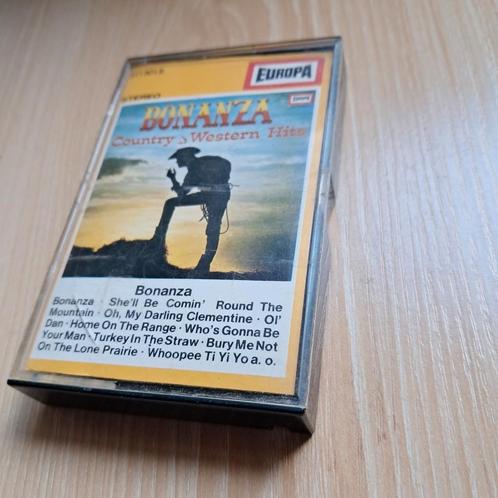 EUROPA
STEREO
BONANZA
Country & Western Hits
Bonanza
Bonanza · She'll Be Comin' Round The
Mountain · Oh, My Darling Clementine · Ol'
Dan · Home On The Range · Who's Gonna Be
Your Man · Turkey In The Straw · Bury Me Not
On The Lone Prairie · Whoopee Ti Yi Yo a. o.